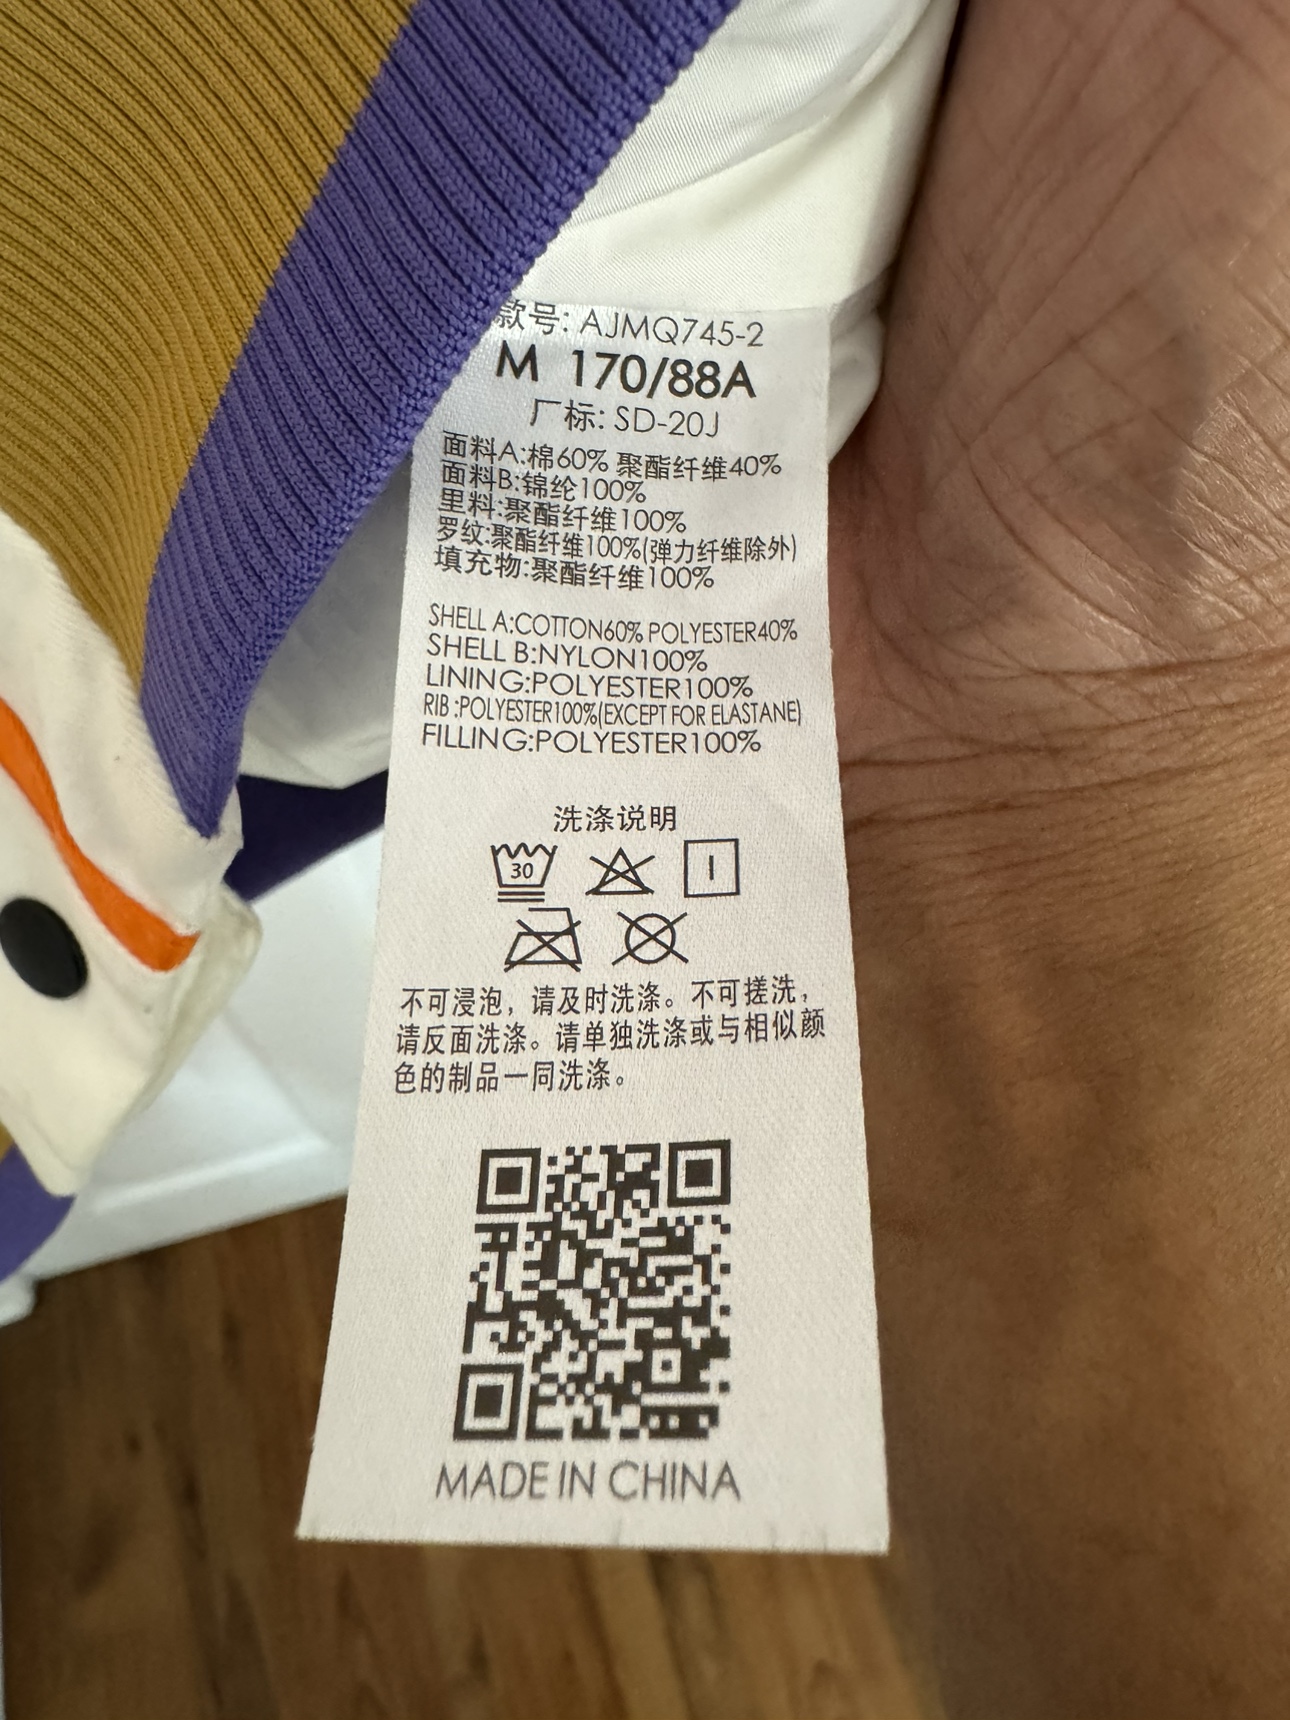 款号: AJMQ745-2
M 170/88A
厂标: SD-20J
面料A:棉60% 聚酯纤维40%
面料B:锦纶100%
里料:聚酯纤维100%
罗纹:聚酯纤维100%(弹力纤维除外)
填充物:聚酯纤维100%
SHELL A:COTTON60% POLYESTER40%
SHELL B:NYLON100%
LINING:POLYESTER100%
RIB :POLYESTER100%(EXCEPT FOR ELASTANE)
FILLING:POLYESTER100%
洗涤说明
30
不可浸泡，请及时洗涤。不可搓洗，
请反面洗涤。请单独洗涤或与相似颜
色的制品一同洗涤。
MADE IN CHINA